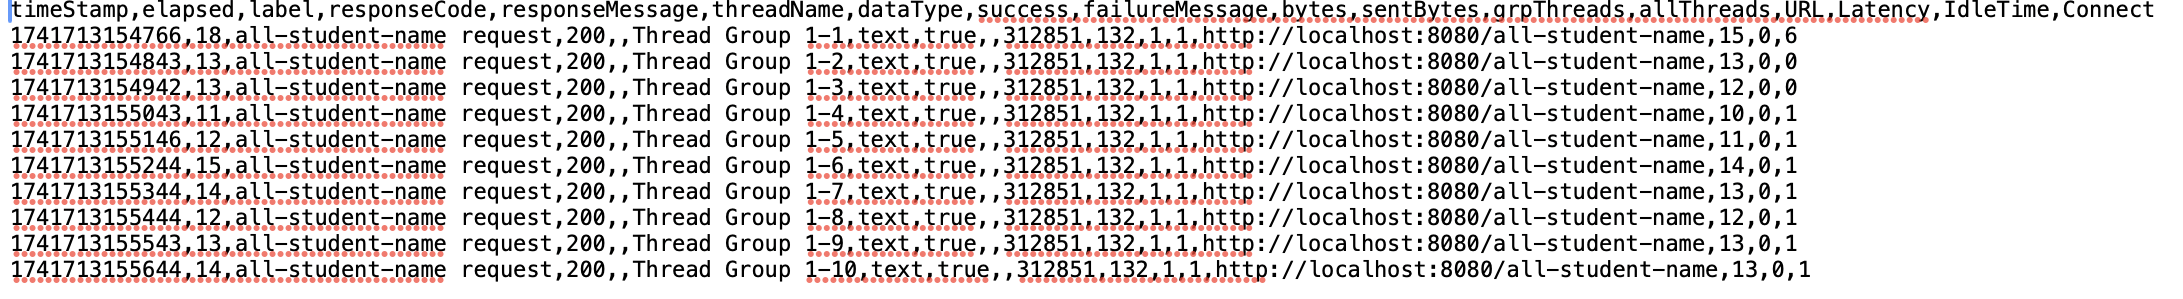 timeStamp,elapsed,label,responseCode,responseMessage,threadName,dataType,success,failureMessage,bytes,sentBytes,grpThreads,allThreads,URL,Latency,IdleTime,Connect
1741713154766,18,all-student-name request,200,,Thread Group 1-1,text,true,,312851,132,1,1,http://localhost:8080/all-student-name,15,0,6
1741713154843,13,all-student-name request,200,,Thread Group 1-2,text,true,,312851,132,1,1,http://localhost:8080/all-student-name,13,0,0
1741713154942,13,all-student-name request,200,,Thread Group 1-3,text,true,,312851,132,1,1,http://localhost:8080/all-student-name,12,0,0
1741713155043,11,all-student-name request,200,,Thread Group 1-4,text,true,,312851,132,1,1,http://localhost:8080/all-student-name,10,0,1
1741713155146,12,all-student-name request,200,,Thread Group 1-5,text,true,,312851,132,1,1,http://localhost:8080/all-student-name,11,0,1
1741713155244,15,all-student-name request,200,,Thread Group 1-6,text,true,,312851,132,1,1,http://localhost:8080/all-student-name,14,0,1
1741713155344,14,all-student-name request,200,,Thread Group 1-7,text,true,,312851,132,1,1,http://localhost:8080/all-student-name,13,0,1
1741713155444,12,all-student-name request,200,,Thread Group 1-8,text,true,,312851,132,1,1,http://localhost:8080/all-student-name,12,0,1
1741713155543,13,all-student-name request,200,,Thread Group 1-9,text,true,,312851,132,1,1,http://localhost:8080/all-student-name,13,0,1
1741713155644,14,all-student-name request,200,,Thread Group 1-10,text,true,,312851,132,1,1,http://localhost:8080/all-student-name,13,0,1